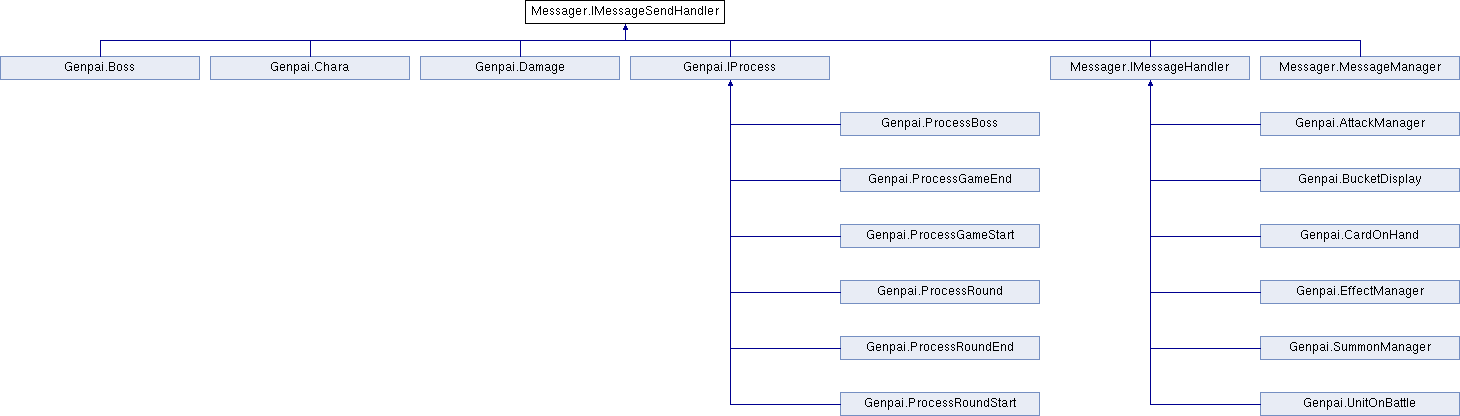 Messager.IMessageSendHandler
Genpai.Boss
Genpai.Chara
Genpai.Damage
Genpai.IProcess
Messager.IMessageHandler
Messager.MessageManager
Genpai.ProcessBoss
Genpai.AttackManager
Genpai.ProcessGameEnd
Genpai.BucketDisplay
Genpai.ProcessGameStart
Genpai.CardOnHand
Genpai.ProcessRound
Genpai.EffectManager
Genpai.ProcessRoundEnd
Genpai.SummonManager
Genpai.ProcessRoundStart
Genpai.UnitOnBattle